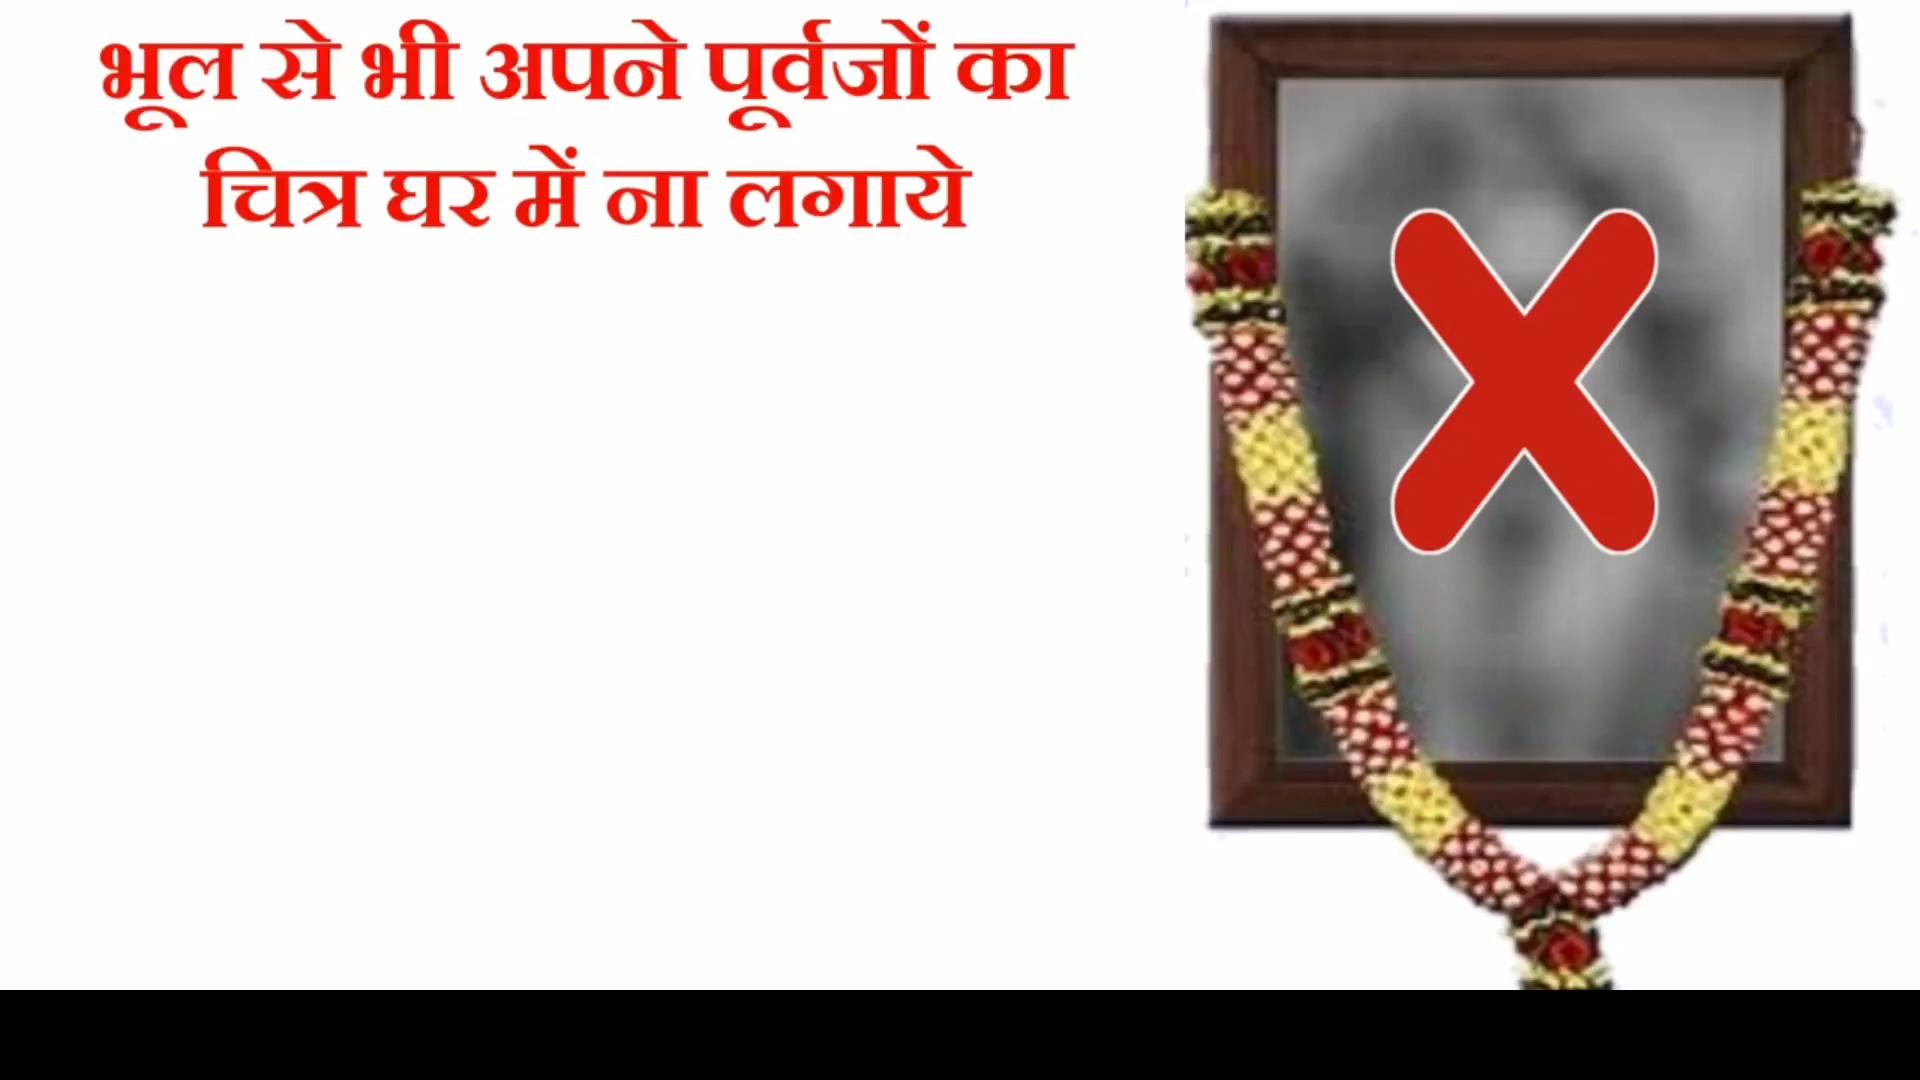 भूल से भी अपने पूर्वजों का
चित्र घर में ना लगाये